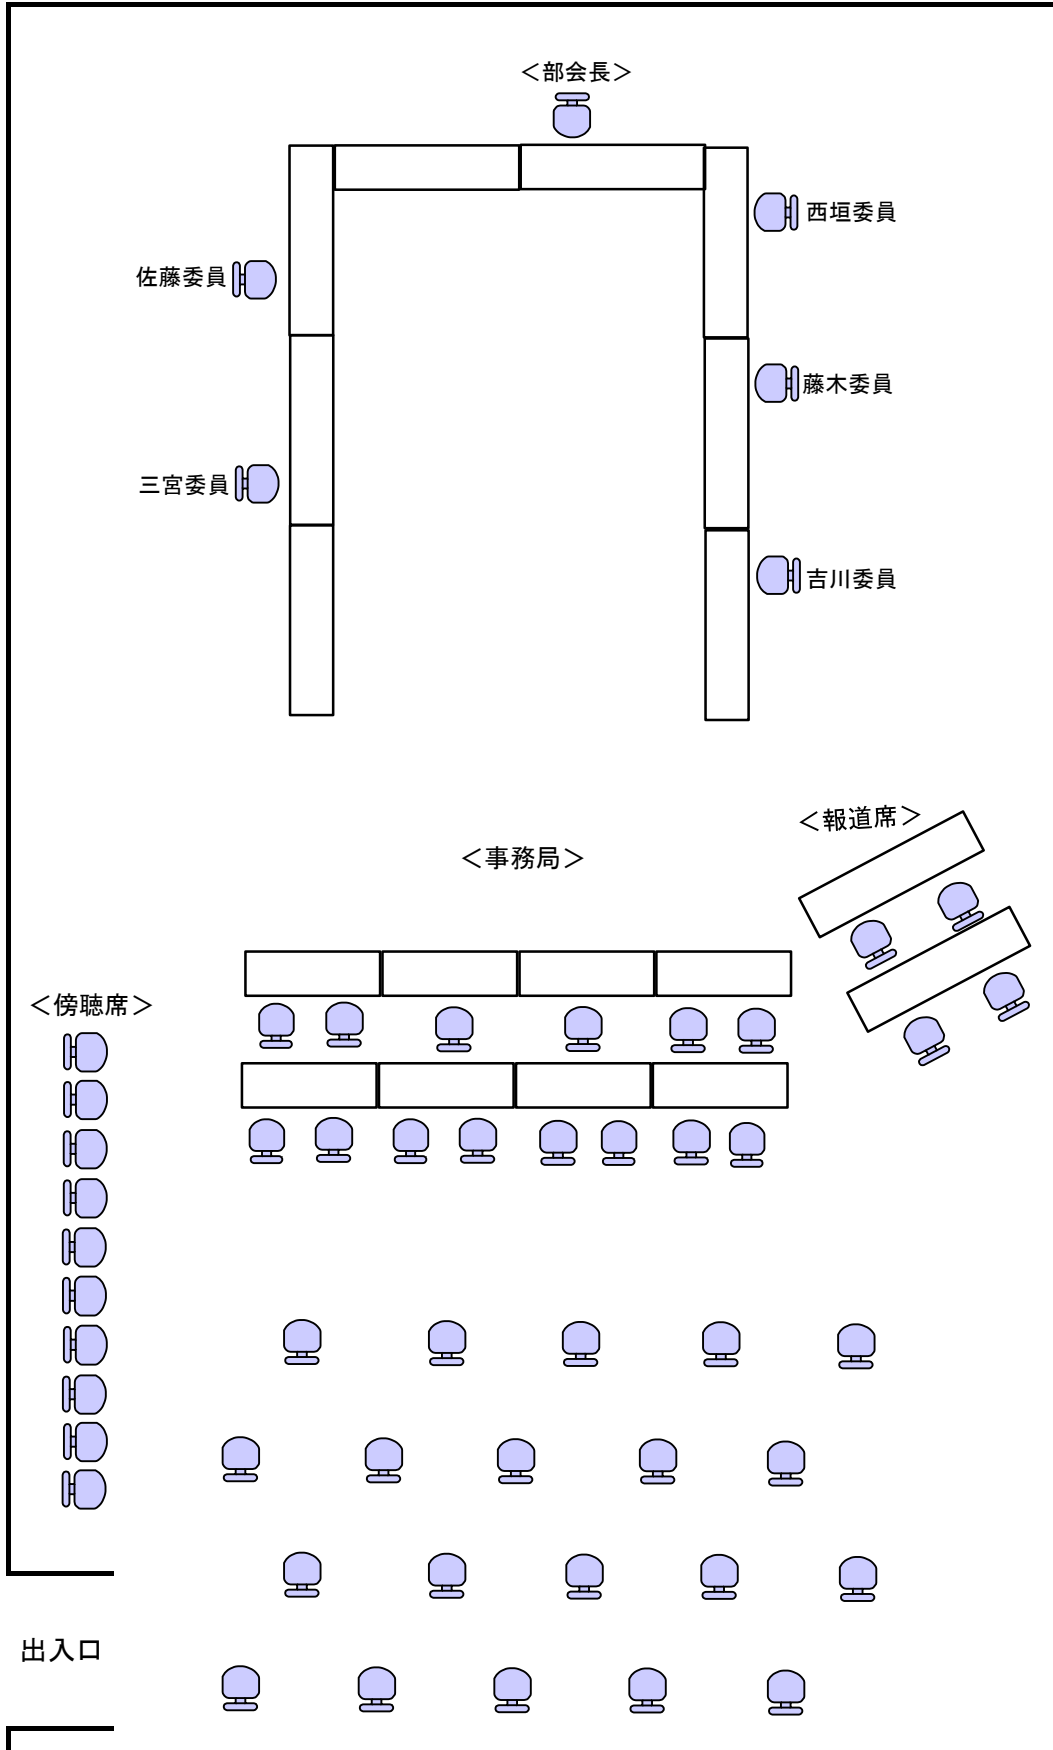 ＜部会長＞
西垣委員
佐藤委員
藤木委員
三宮委員
吉川委員
＜報道席＞
＜事務局＞
＜傍聴席＞
出入口